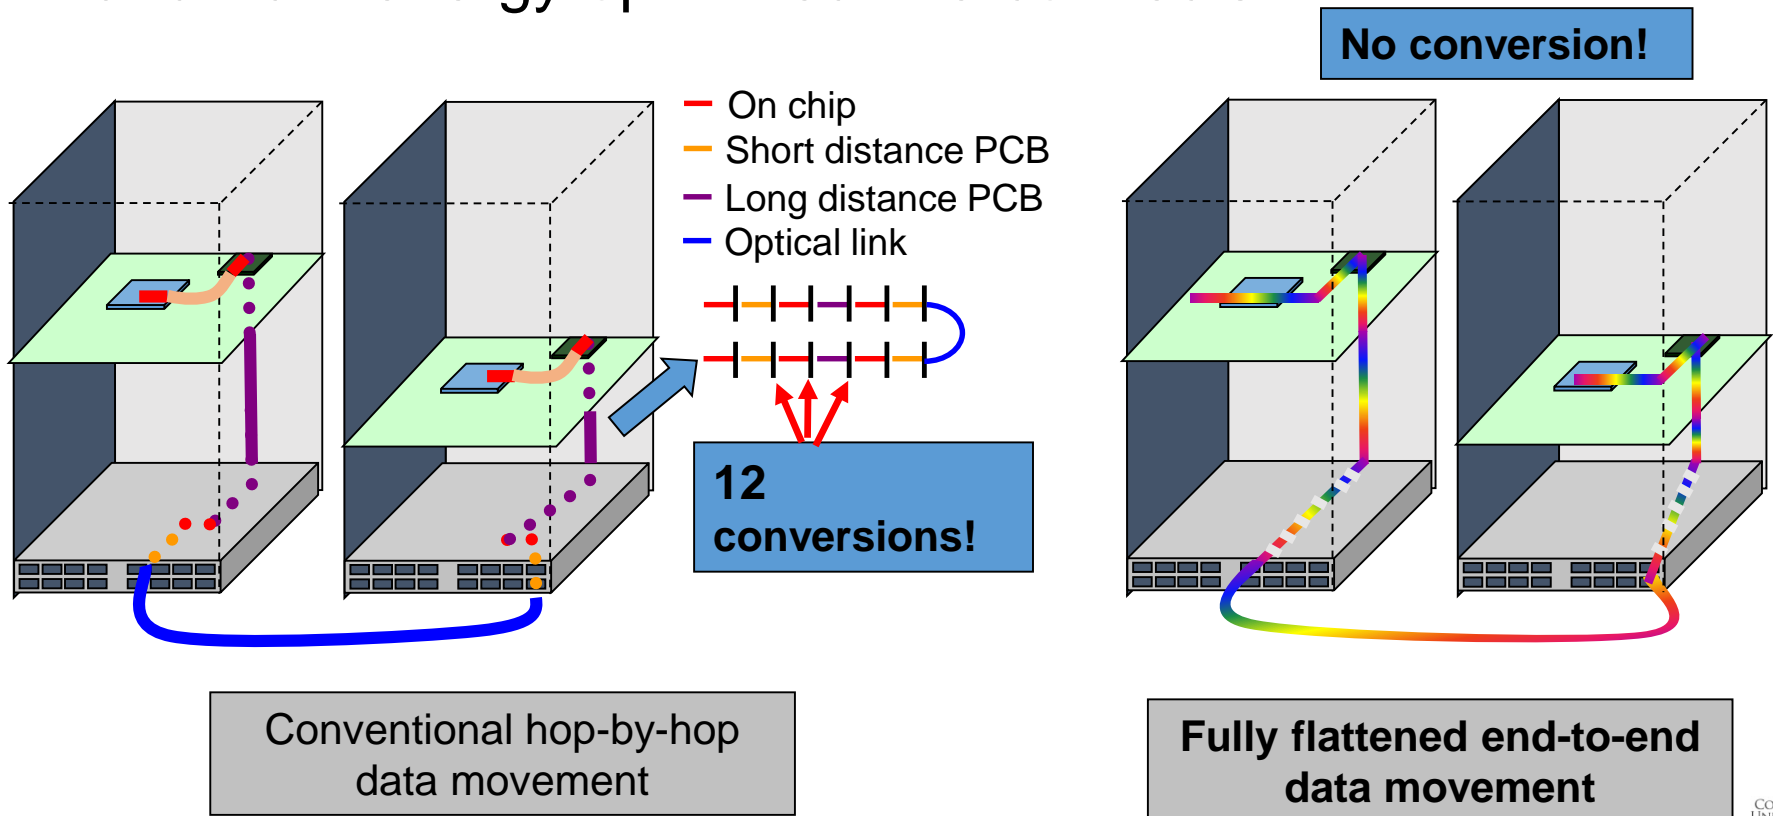 No conversion!
On chip
Short distance PCB
Long distance PCB
Optical link
12
conversions!
Conventional hop-by-hop
data movement
Fully flattened end-to-end
data movement